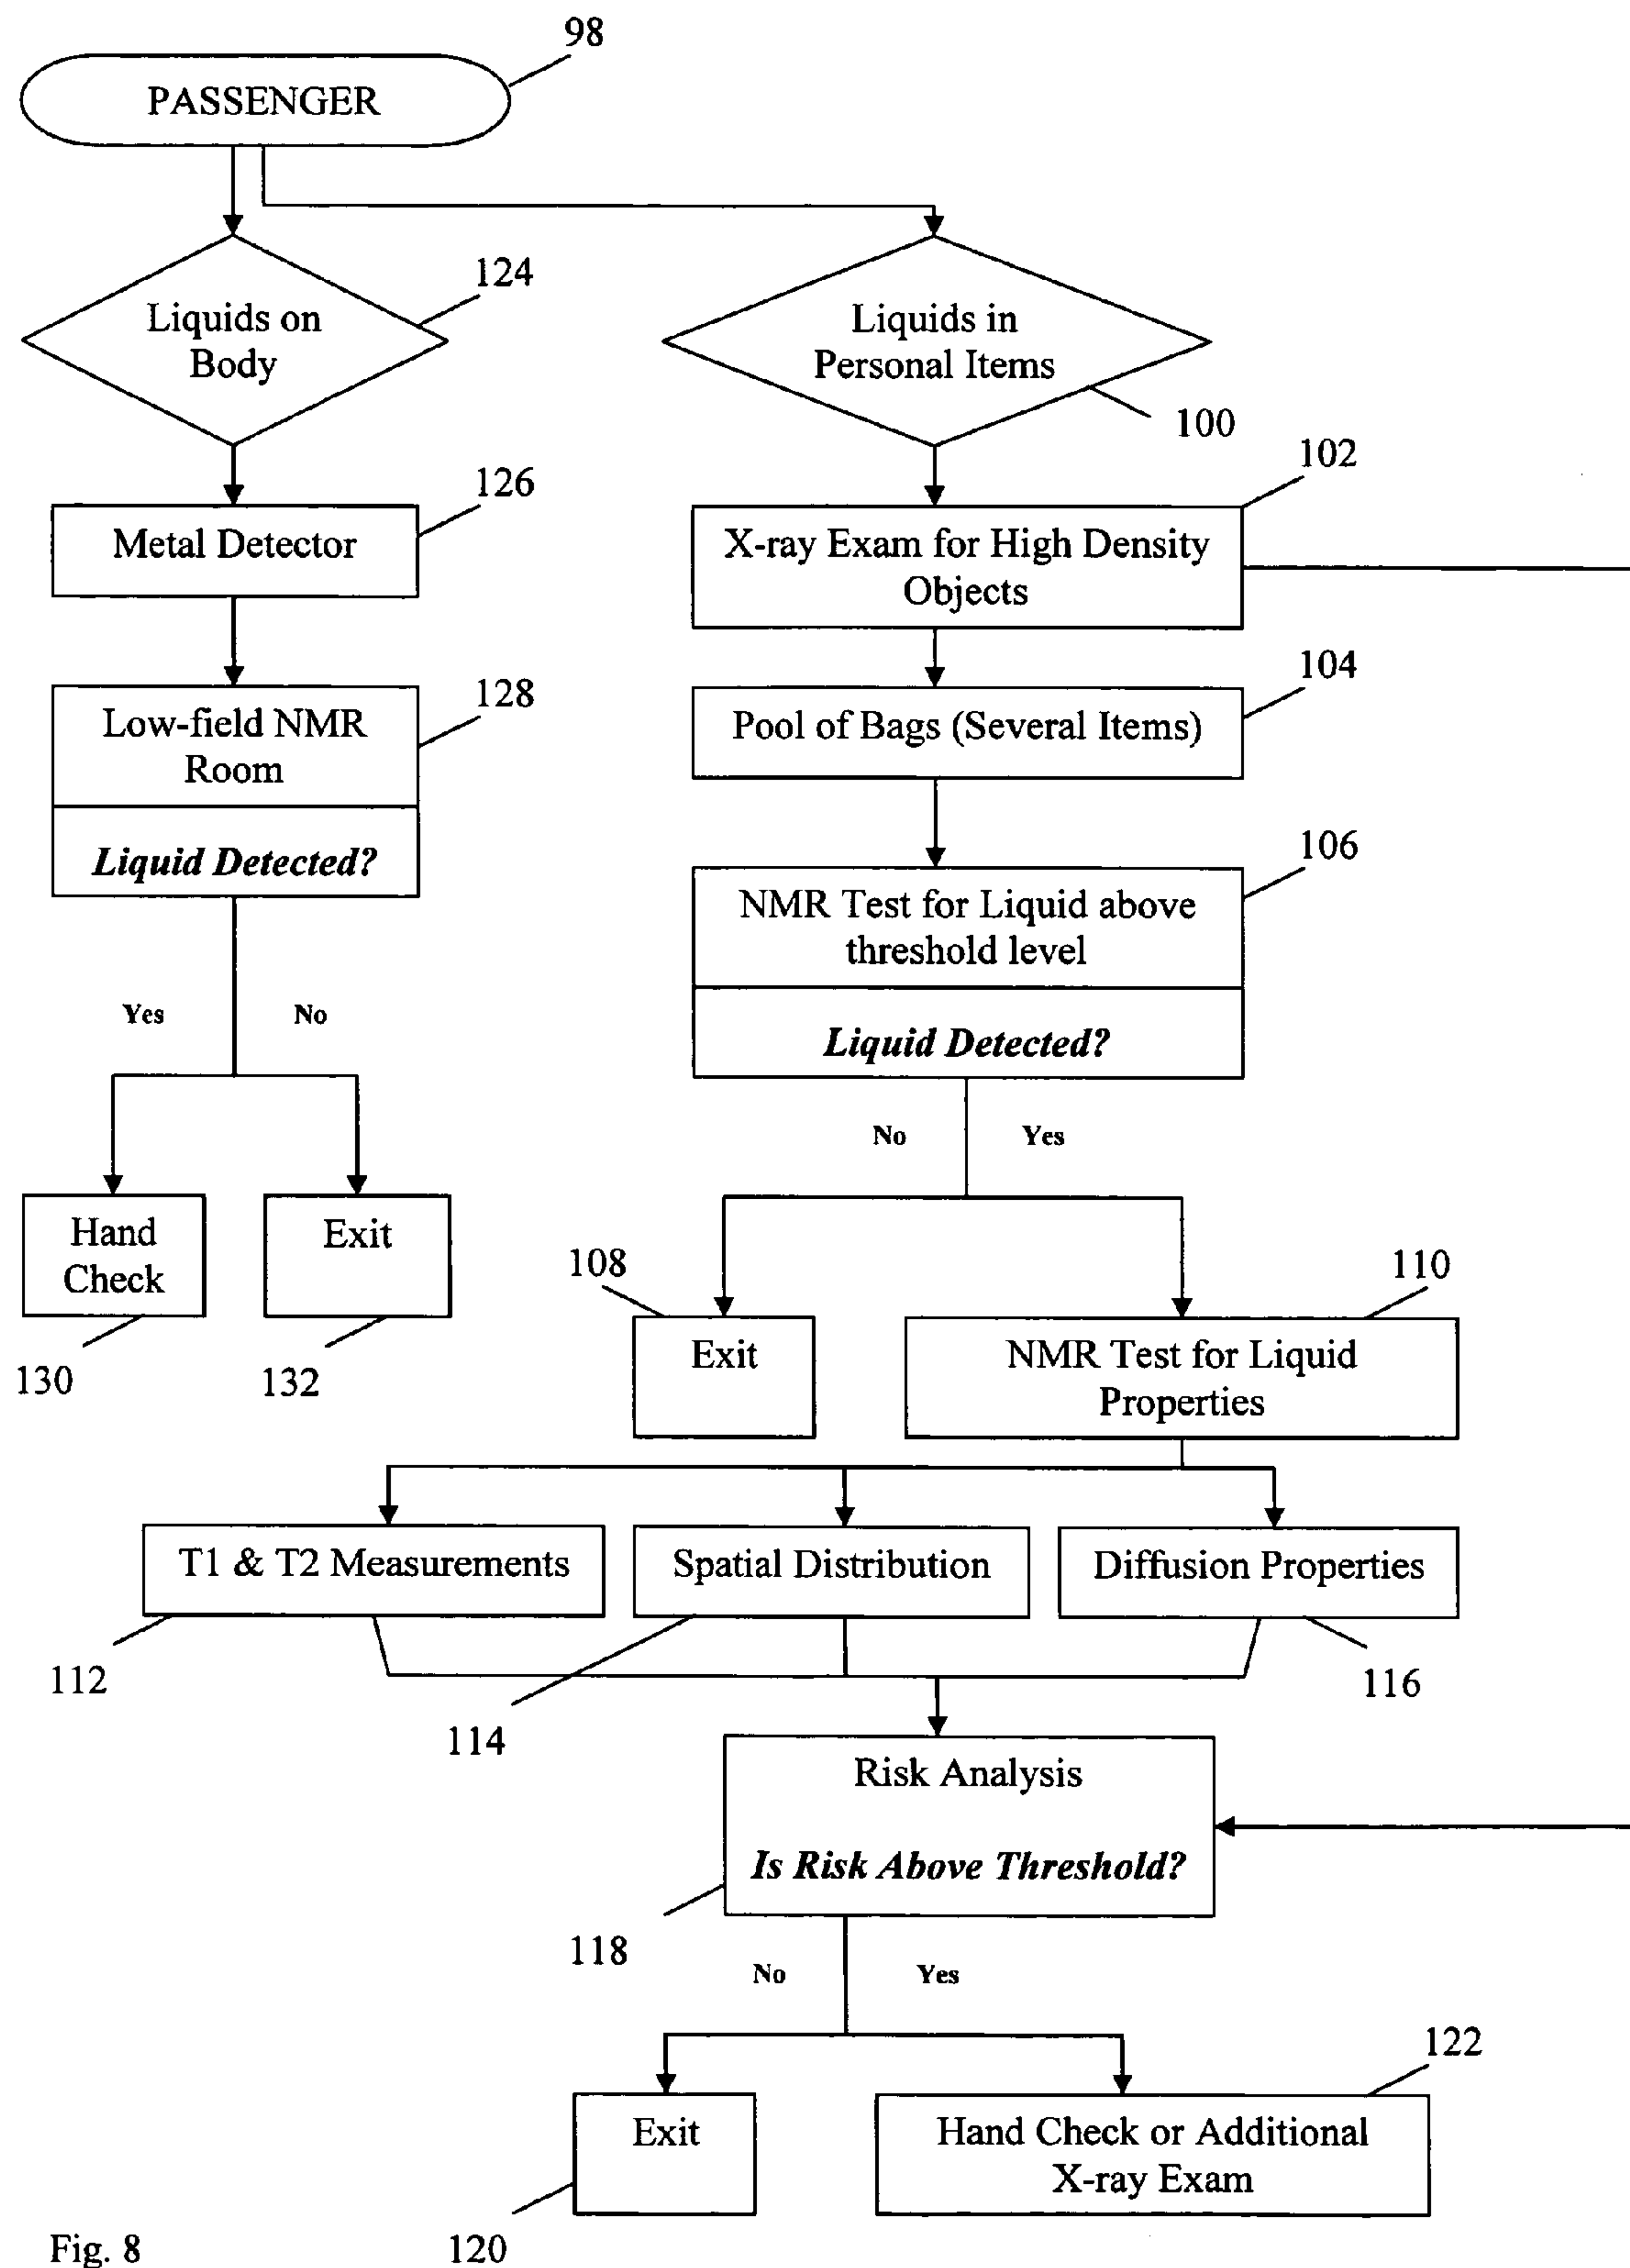 98
PASSENGER
124
Liquids on
Body
Liquids in
Personal Items
100
126
Metal Detector
102
X-ray Exam for High Density
Objects
128
Low-field NMR
Room
Liquid Detected?
104
Pool of Bags (Several Items)
106
NMR Test for Liquid above
threshold level
Liquid Detected?
Yes
No
No
Yes
Hand
Check
Exit
130
132
108
Exit
110
NMR Test for Liquid
Properties
T1 & T2 Measurements
Spatial Distribution
Diffusion Properties
112
114
116
Risk Analysis
Is Risk Above Threshold?
118
No
Yes
122
Exit
Hand Check or Additional
X-ray Exam
120
Fig. 8